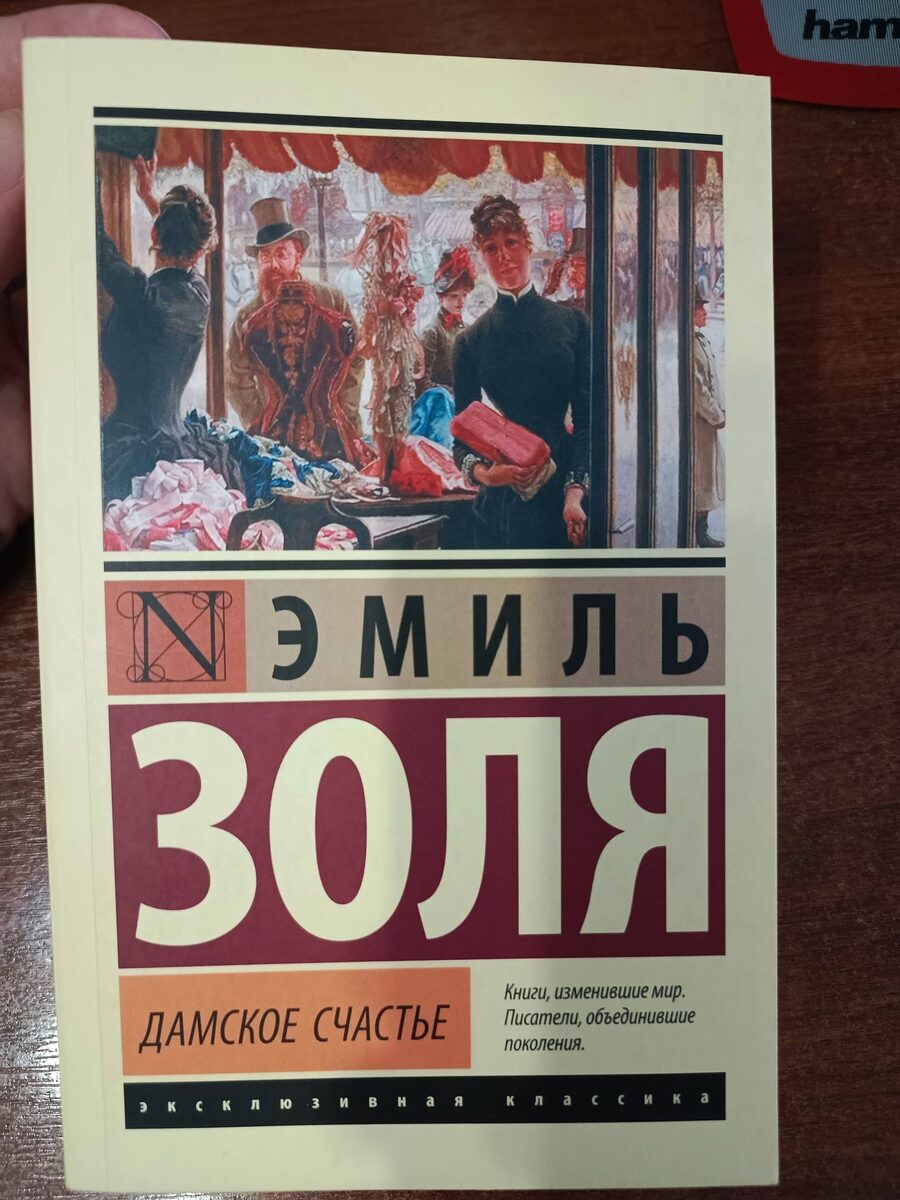 ham
N ЭМИЛЬ
ЗОЛЯ
ДАМСКОЕ СЧАСТЬЕ
Книги, изменившие мир.
Писатели, объединившие
поколения.
эксклюзивная классика